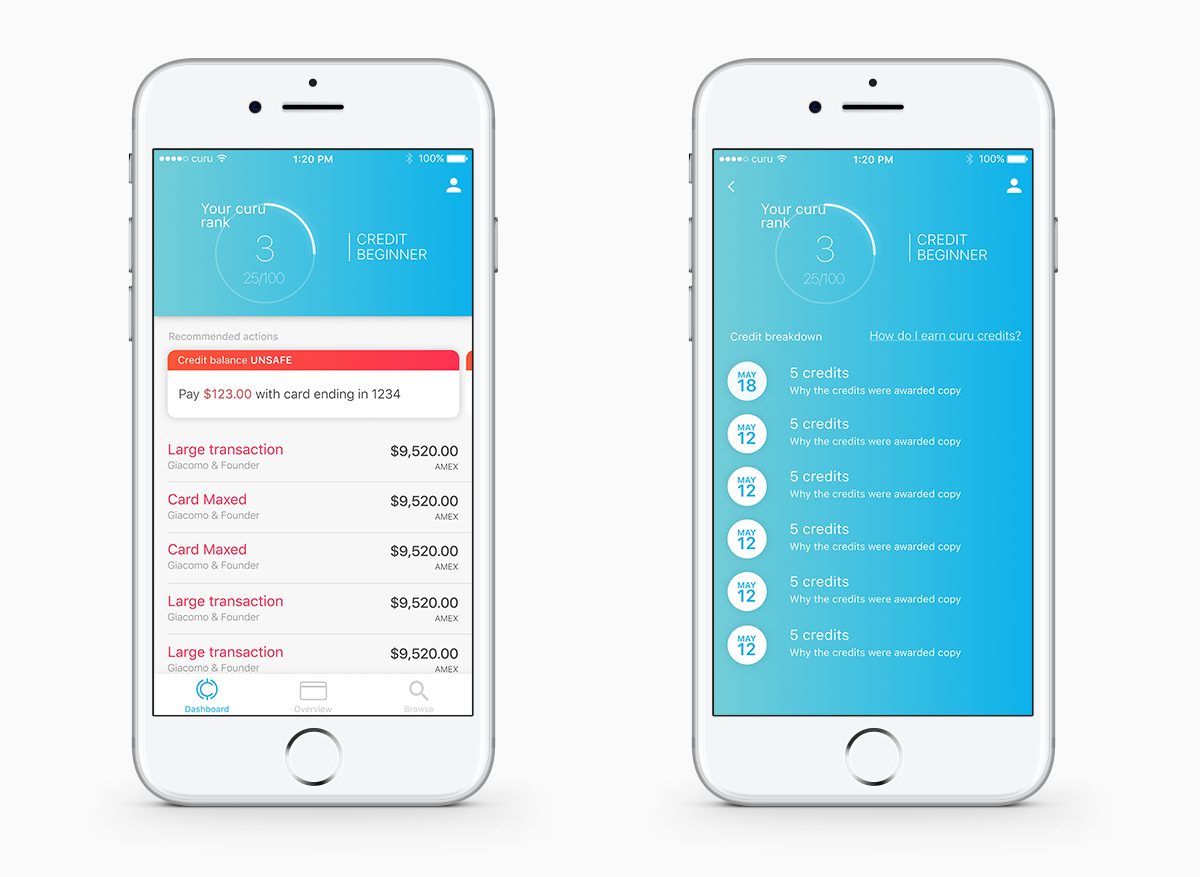 curu 1:20 PM 100%
Your curu
rank
3
25/100
CREDIT
BEGINNER
Recommended actions
Credit balance UNSAFE
Pay $123.00 with card ending in 1234
Large transaction $9,520.00
Giacomo & Founder AMEX
Card Maxed $9,520.00
Giacomo & Founder AMEX
Card Maxed $9,520.00
Giacomo & Founder AMEX
Large transaction $9,520.00
Giacomo & Founder AMEX
Large transaction $9,520.00
Giacomo & Founder AMEX
Dashboard Overview Browse
curu 1:20 PM 100%
Your curu
rank
3
25/100
CREDIT
BEGINNER
Credit breakdown How do I earn curu credits?
MAY
18
5 credits
Why the credits were awarded copy
MAY
12
5 credits
Why the credits were awarded copy
MAY
12
5 credits
Why the credits were awarded copy
MAY
12
5 credits
Why the credits were awarded copy
MAY
12
5 credits
Why the credits were awarded copy
MAY
12
5 credits
Why the credits were awarded copy